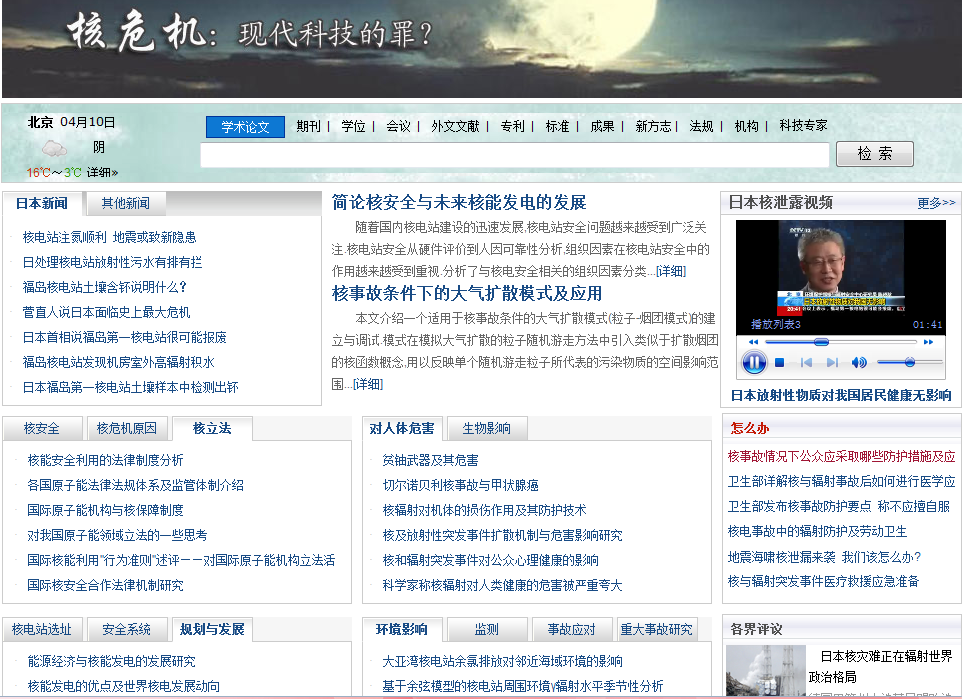 核危机：现代科技的罪？
北京 04月10日
阴
16℃～3℃ 详细»
学术论文 期刊 | 学位 | 会议 | 外文文献 | 专利 | 标准 | 成果 | 新方志 | 法规 | 机构 | 科技专家
检 索
日本新闻 其他新闻
核电站注氮顺利 地震或致新隐患
日处理核电站放射性污水有排有拦
福岛核电站土壤含钚说明什么？
菅直人说日本面临史上最大危机
日本首相说福岛第一核电站很可能报废
福岛核电站发现机房室外高辐射积水
日本福岛第一核电站土壤样本中检测出钚
简论核安全与未来核能发电的发展
随着国内核电站建设的迅速发展,核电站安全问题越来越受到广泛关
注.核电站安全从硬件评价到人因可靠性分析,组织因素在核电站安全中的
作用越来越受到重视.分析了与核电安全相关的组织因素分类...[详细]
核事故条件下的大气扩散模式及应用
本文介绍一个适用于核事故条件的大气扩散模式(粒子-烟团模式)的建
立与调试.模式在模拟大气扩散的粒子随机游走方法中引入类似于扩散烟团
的核函数概念,用以反映单个随机游走粒子所代表的污染物质的空间影响范
围...[详细]
日本核泄露视频 更多>>
20:41
播放列表3 01:41
日本放射性物质对我国居民健康无影响
核安全 核危机原因 核立法
核能安全利用的法律制度分析
各国原子能法律法规体系及监管体制介绍
国际原子能机构与核保障制度
对我国原子能领域立法的一些思考
国际核能利用"行为准则"述评－－对国际原子能机构立法活
国际核安全合作法律机制研究
对人体危害 生物影响
贫铀武器及其危害
切尔诺贝利核事故与甲状腺癌
核辐射对机体的损伤作用及其防护技术
核及放射性突发事件扩散机制与危害影响研究
核和辐射突发事件对公众心理健康的影响
科学家称核辐射对人类健康的危害被严重夸大
怎么办
核事故情况下公众应采取哪些防护措施及应
卫生部详解核与辐射事故后如何进行医学应
卫生部发布核事故防护要点 称不应擅自服
核电事故中的辐射防护及劳动卫生
地震海啸核泄漏来袭 我们该怎么办?
核与辐射突发事件医疗救援应急准备
核电站选址 安全系统 规划与发展
能源经济与核能发电的发展研究
核能发电的优点及世界核电发展动向
环境影响 监测 事故应对 重大事故研究
大亚湾核电站余氯排放对邻近海域环境的影响
基于余弦模型的核电站周围环境γ辐射水平季节性分析
各界评议
日本核灾难正在辐射世界
政治格局